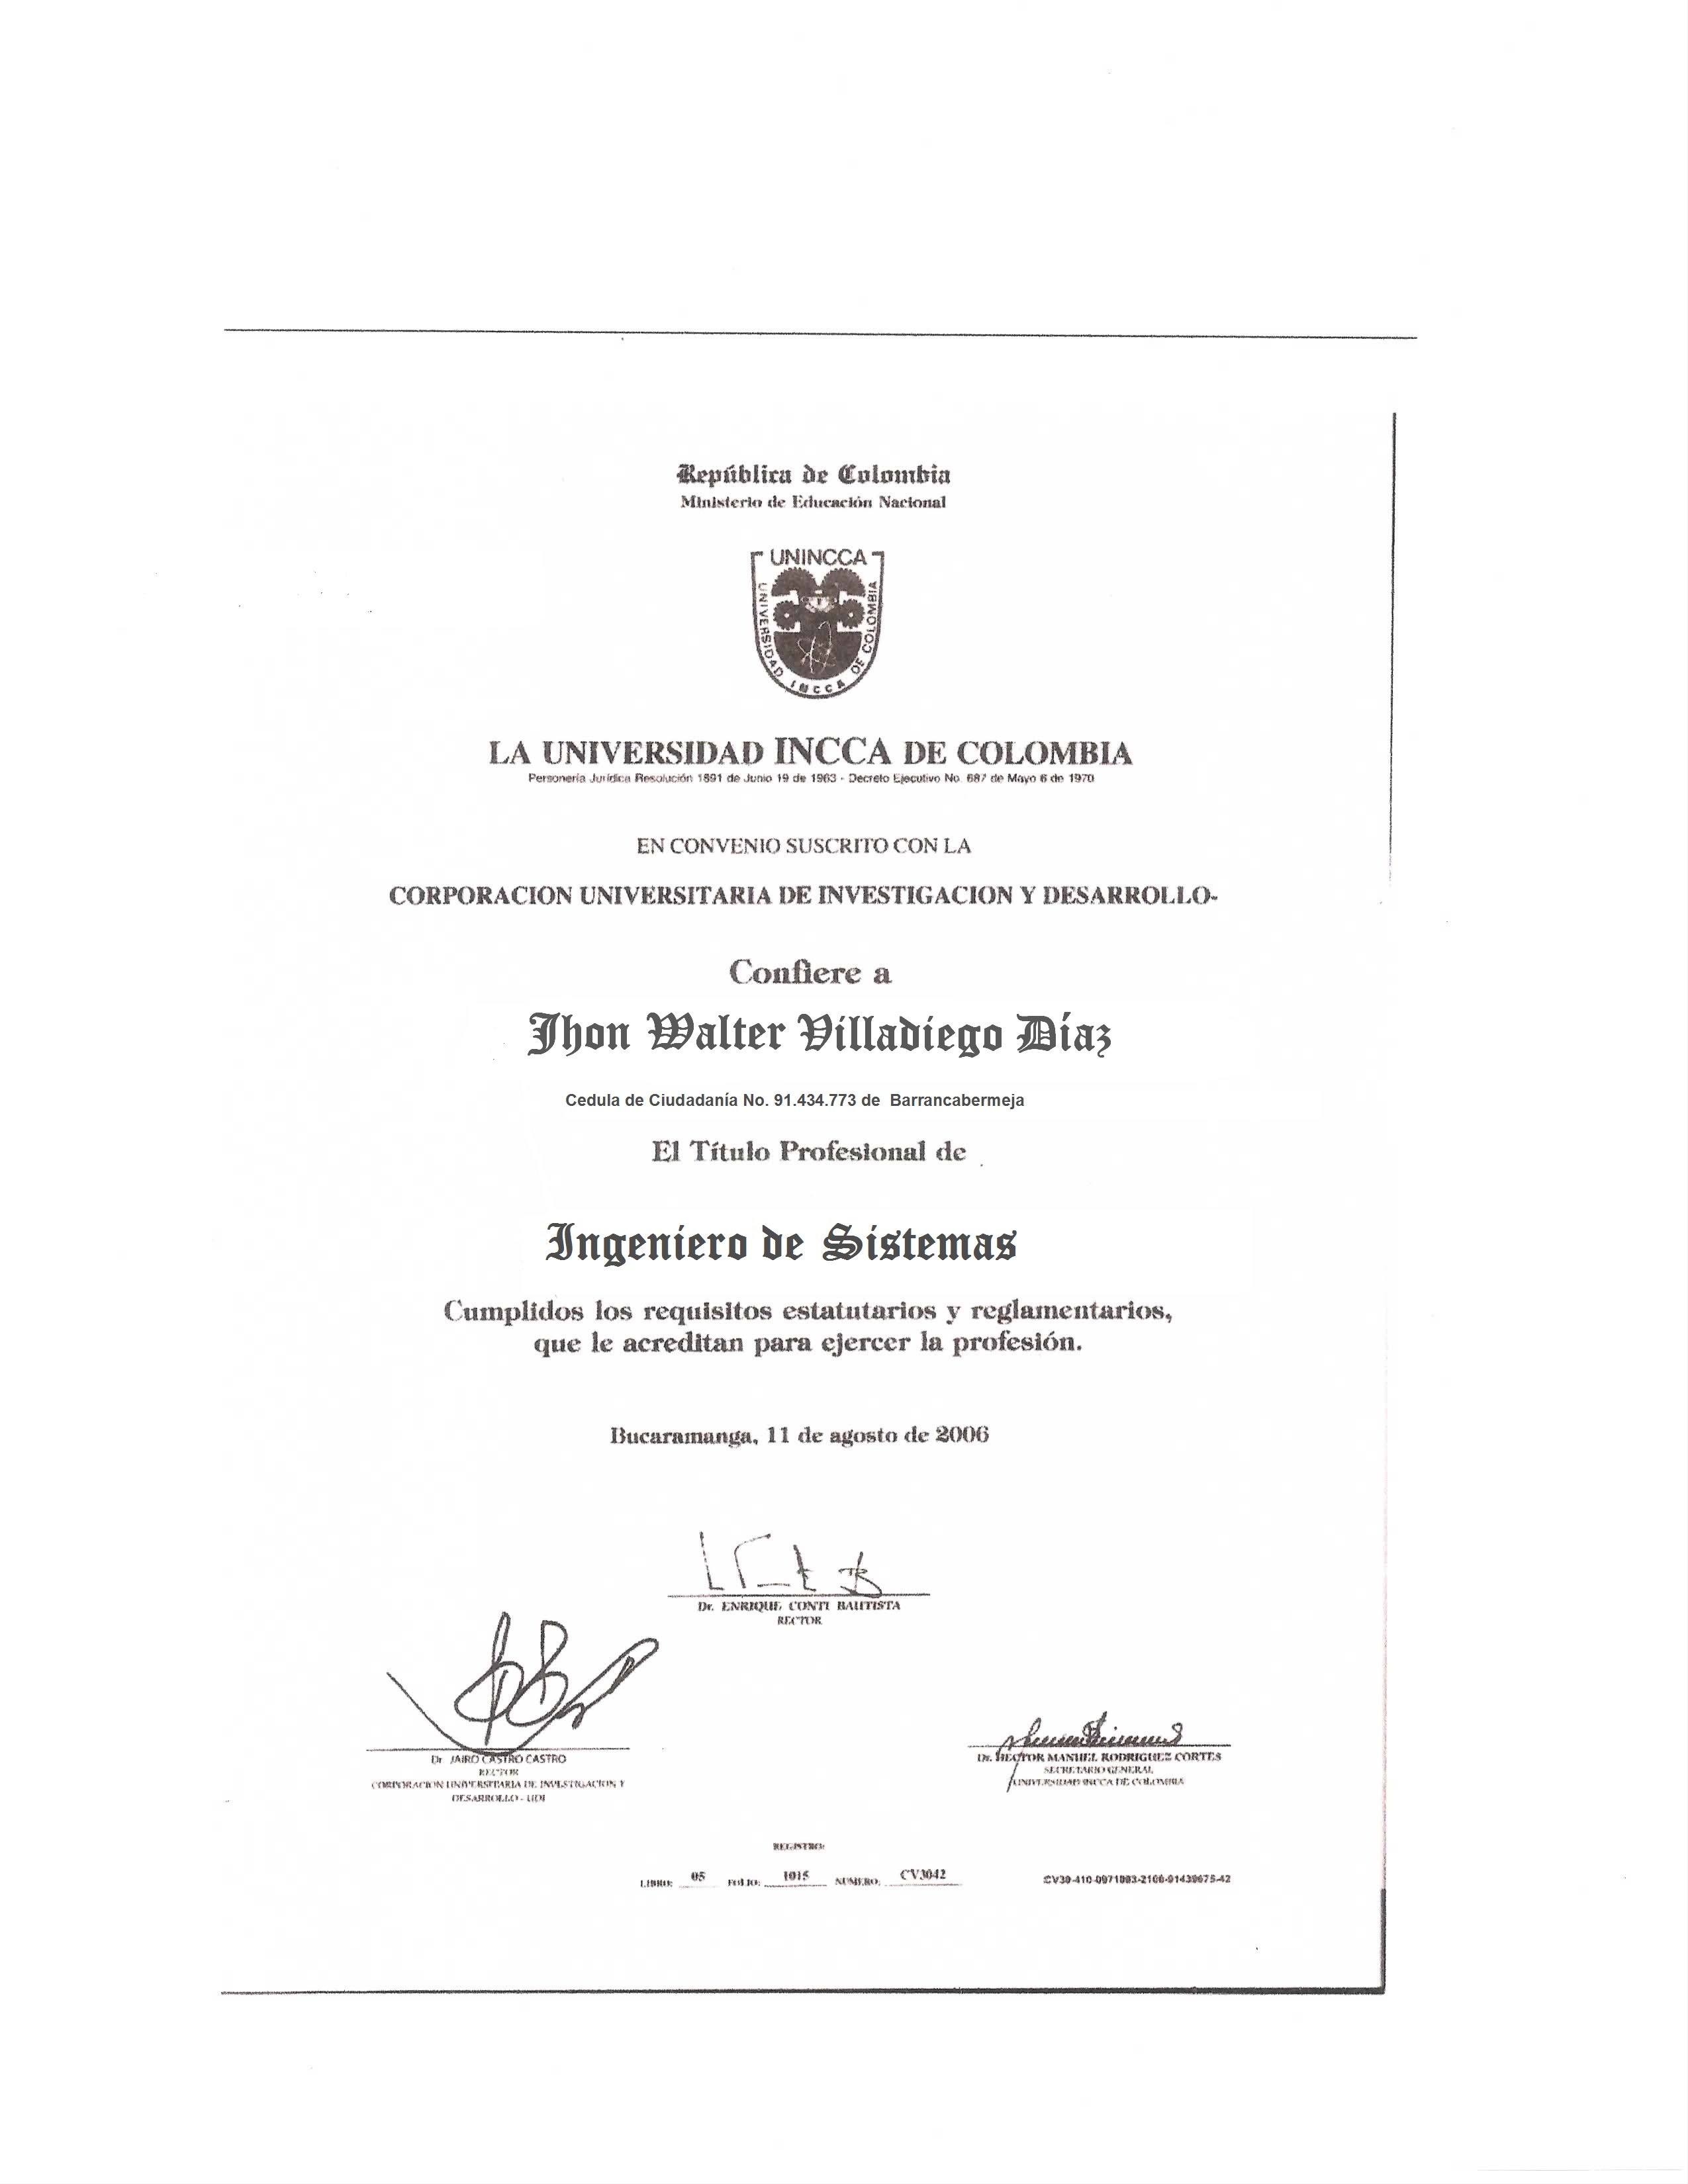 República de Colombia
Ministerio de Educación Nacional
UNINCCA
UNIVERSIDAD INCCA DE COLOMBIA
LA UNIVERSIDAD INCCA DE COLOMBIA
Personería Jurídica Resolución 1891 de Junio 19 de 1963 - Decreto Ejecutivo No. 687 de Mayo 6 de 1970
EN CONVENIO SUSCRITO CON LA
CORPORACION UNIVERSITARIA DE INVESTIGACION Y DESARROLLO-
Confiere a
Jhon Walter Villadiego Díaz
Cedula de Ciudadanía No. 91.434.773 de Barrancabermeja
El Título Profesional de
Ingeniero de Sistemas
Cumplidos los requisitos estatutarios y reglamentarios,
que le acreditan para ejercer la profesión.
Bucaramanga, 11 de agosto de 2006
Dr. ENRIQUE CONTI BAUTISTA
RECTOR
Dr JAIRO CASTRO CASTRO
RECTOR
CORPORACION UNIVERSITARIA DE INVESTIGACION Y
DESARROLLO - UDI
Dr. HECTOR MANUEL RODRIGUEZ CORTES
SECRETARIO GENERAL
UNIVERSIDAD INCCA DE COLOMBIA
REGISTRO:
LIBRO: 05 FOLIO: 1015 NUMERO: CV3042